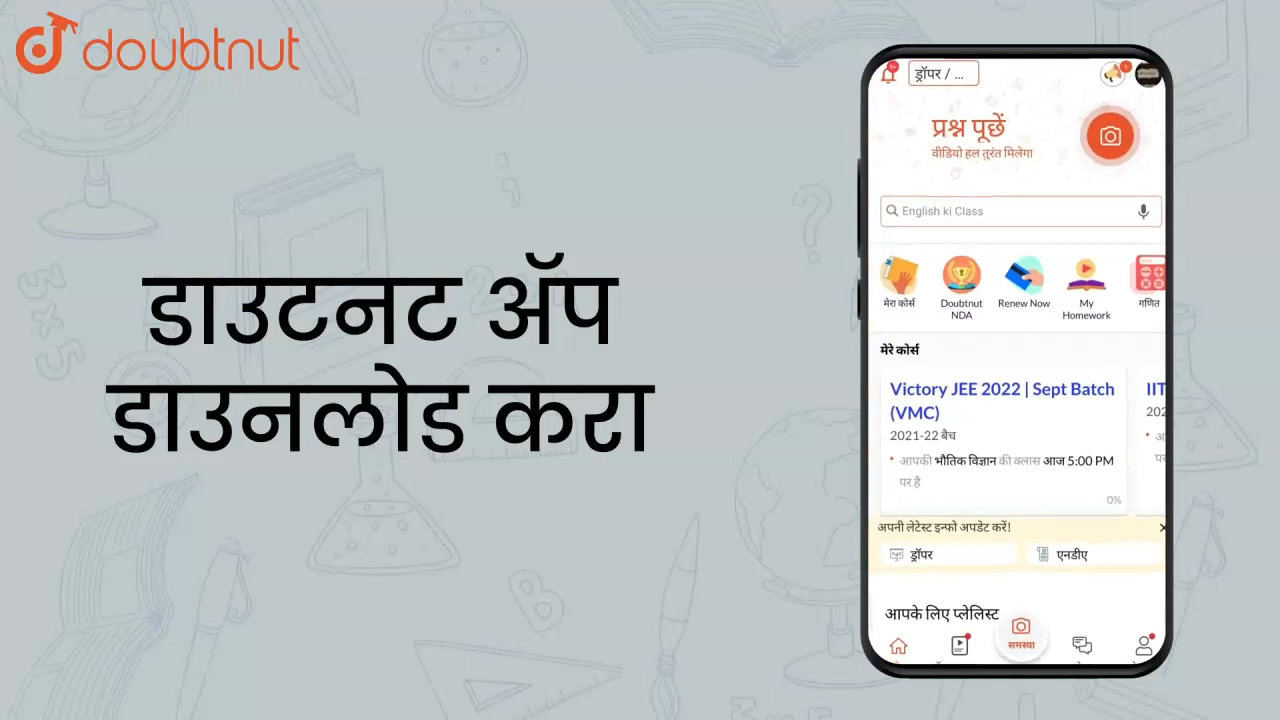 doubtnut
डाउटनट ॲप
डाउनलोड करा
ड्रॉपर / ...
प्रश्न पूछें
वीडियो हल तुरंत मिलेगा
English ki Class
मेरा कोर्स
Doubtnut
NDA
Renew Now
My
Homework
गणित
मेरे कोर्स
Victory JEE 2022 | Sept Batch
(VMC)
2021-22 बैच
आपकी भौतिक विज्ञान की क्लास आज 5:00 PM
पर है
0%
IIT
202
अपनी लेटेस्ट इन्फो अपडेट करें!
ड्रॉपर
एनडीए
आपके लिए प्लेलिस्ट
समस्या